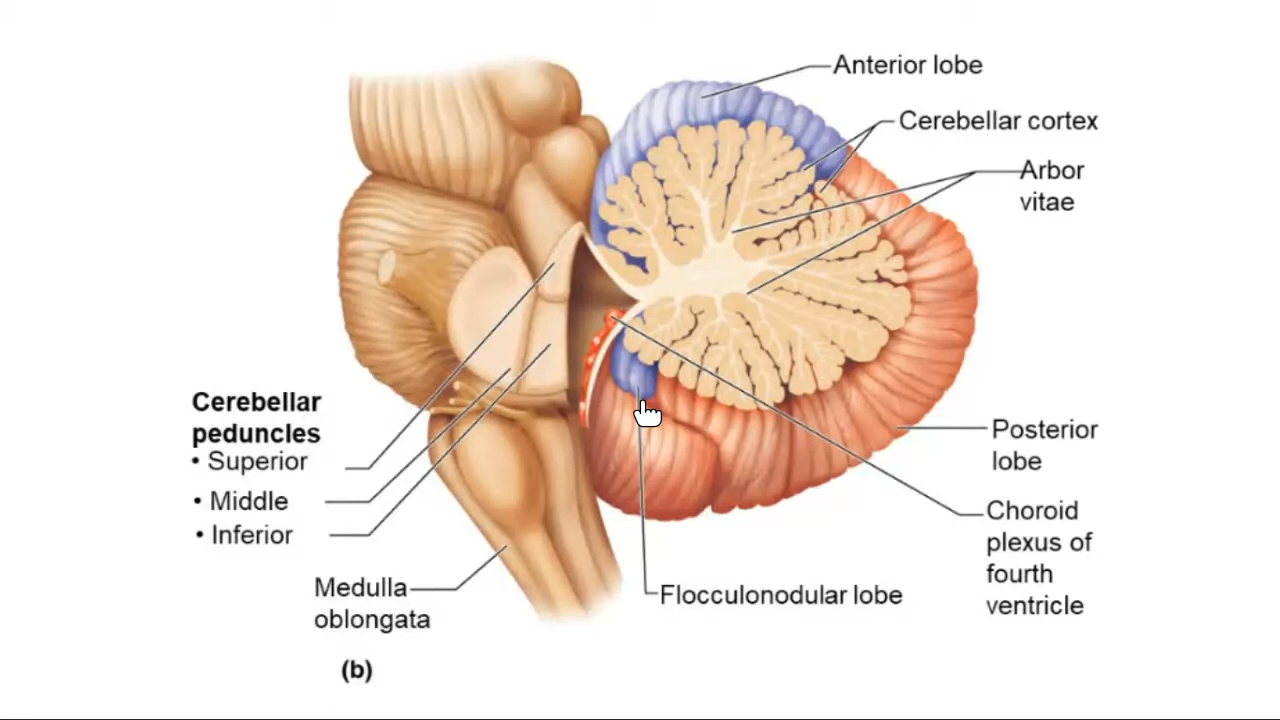 Anterior lobe
Cerebellar cortex
Arbor
vitae
Cerebellar
peduncles
• Superior
• Middle
• Inferior
Posterior
lobe
Choroid
plexus of
fourth
ventricle
Medulla
oblongata
Flocculonodular lobe
(b)